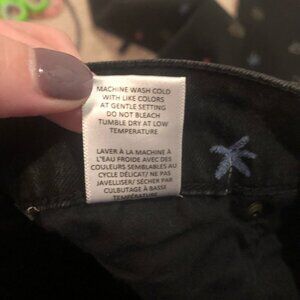 MACHINE WASH COLD
WITH LIKE COLORS
AT GENTLE SETTING
DO NOT BLEACH
TUMBLE DRY AT LOW
TEMPERATURE
LAVER À LA MACHINE À
L'EAU FROIDE AVEC DES
COULEURS SEMBLABLES AU
CYCLE DÉLICAT/ NE PAS
JAVELLISER/ SÉCHER PAR
CULBUTAGE À BASSE
TEMPÉRATURE